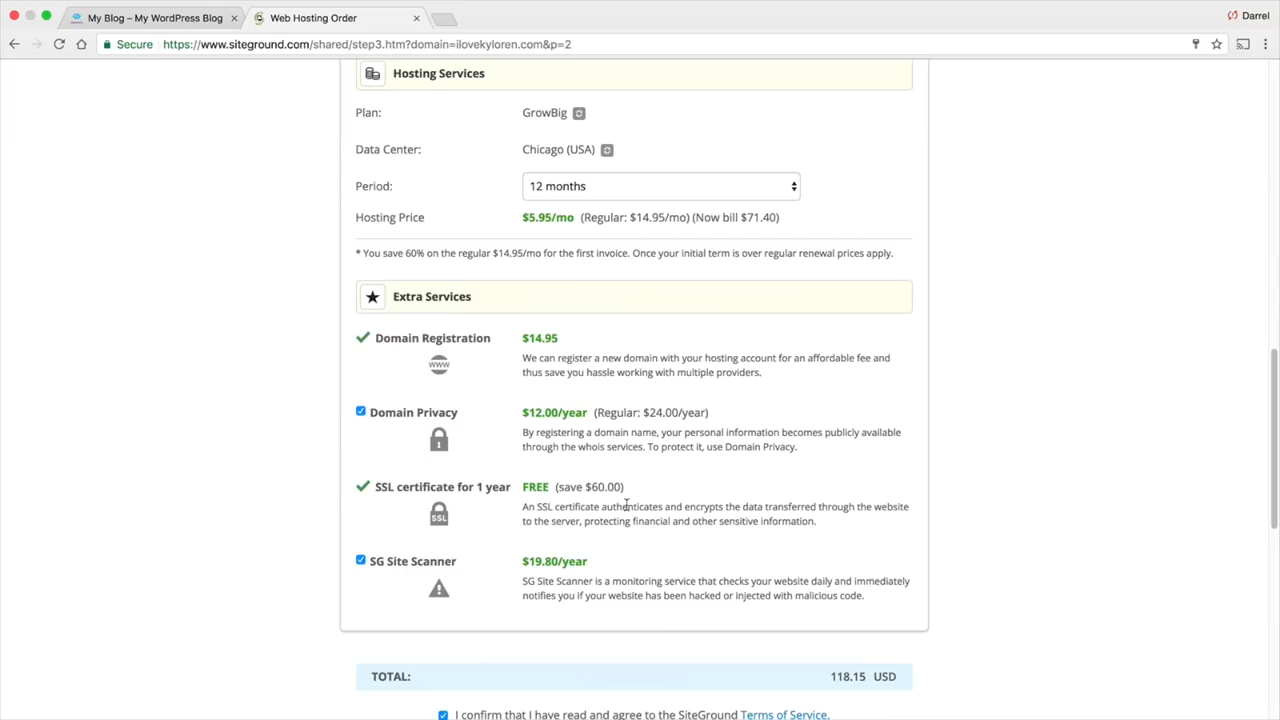 My Blog – My WordPress Blog
Web Hosting Order
Darrel
Secure
https://www.siteground.com/shared/step3.htm?domain=ilovekyloren.com&p=2
Hosting Services
Plan:
GrowBig
Data Center:
Chicago (USA)
Period:
12 months
Hosting Price
$5.95/mo (Regular: $14.95/mo) (Now bill $71.40)
* You save 60% on the regular $14.95/mo for the first invoice. Once your initial term is over regular renewal prices apply.
Extra Services
Domain Registration
$14.95
We can register a new domain with your hosting account for an affordable fee and
thus save you hassle working with multiple providers.
WWW
Domain Privacy
$12.00/year (Regular: $24.00/year)
By registering a domain name, your personal information becomes publicly available
through the whois services. To protect it, use Domain Privacy.
SSL certificate for 1 year
FREE (save $60.00)
An SSL certificate authenticates and encrypts the data transferred through the website
to the server, protecting financial and other sensitive information.
SSL
SG Site Scanner
$19.80/year
SG Site Scanner is a monitoring service that checks your website daily and immediately
notifies you if your website has been hacked or injected with malicious code.
TOTAL:
118.15 USD
I confirm that I have read and agree to the SiteGround Terms of Service.